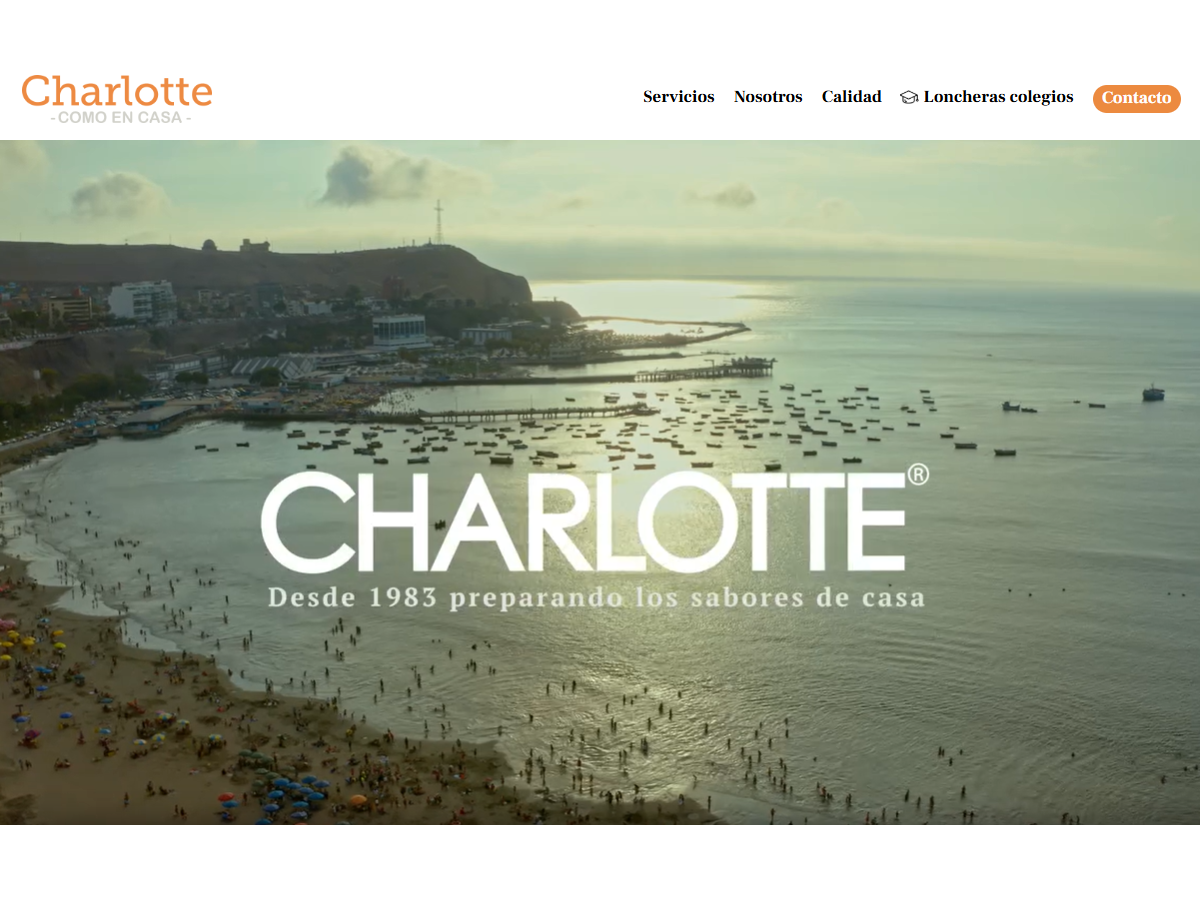 Charlotte
- COMO EN CASA -
Servicios Nosotros Calidad Loncheras colegios Contacto
CHARLOTTE®
Desde 1983 preparando los sabores de casa